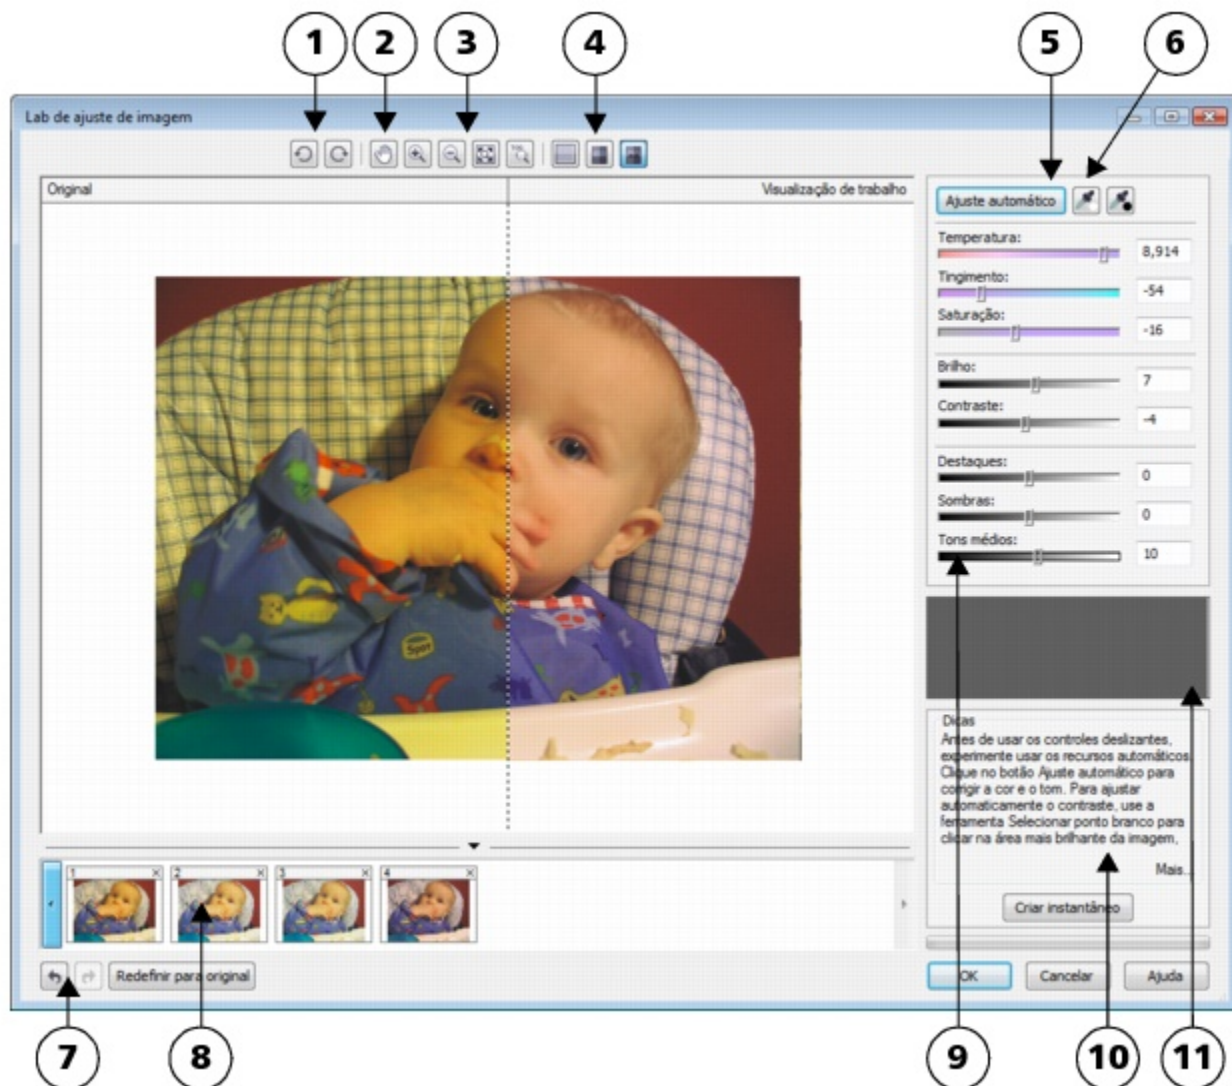 1 2 3 4 5 6
Lab de ajuste de imagem
Original
Visualização de trabalho
Ajuste automático
Temperatura:
8,914
Tingimento:
-54
Saturação:
-16
Brilho:
7
Contraste:
-4
Destaques:
0
Sombras:
0
Tons médios:
10
Spot
Dicas
Antes de usar os controles deslizantes,
experimente usar os recursos automáticos.
Clique no botão Ajuste automático para
corrigir a cor e o tom. Para ajustar
automaticamente o contraste, use a
ferramenta Selecionar ponto branco para
clicar na área mais brilhante da imagem,
Mais...
1 2 3 4
Criar instantâneo
Redefinir para original
OK
Cancelar
Ajuda
7 8 9 10 11